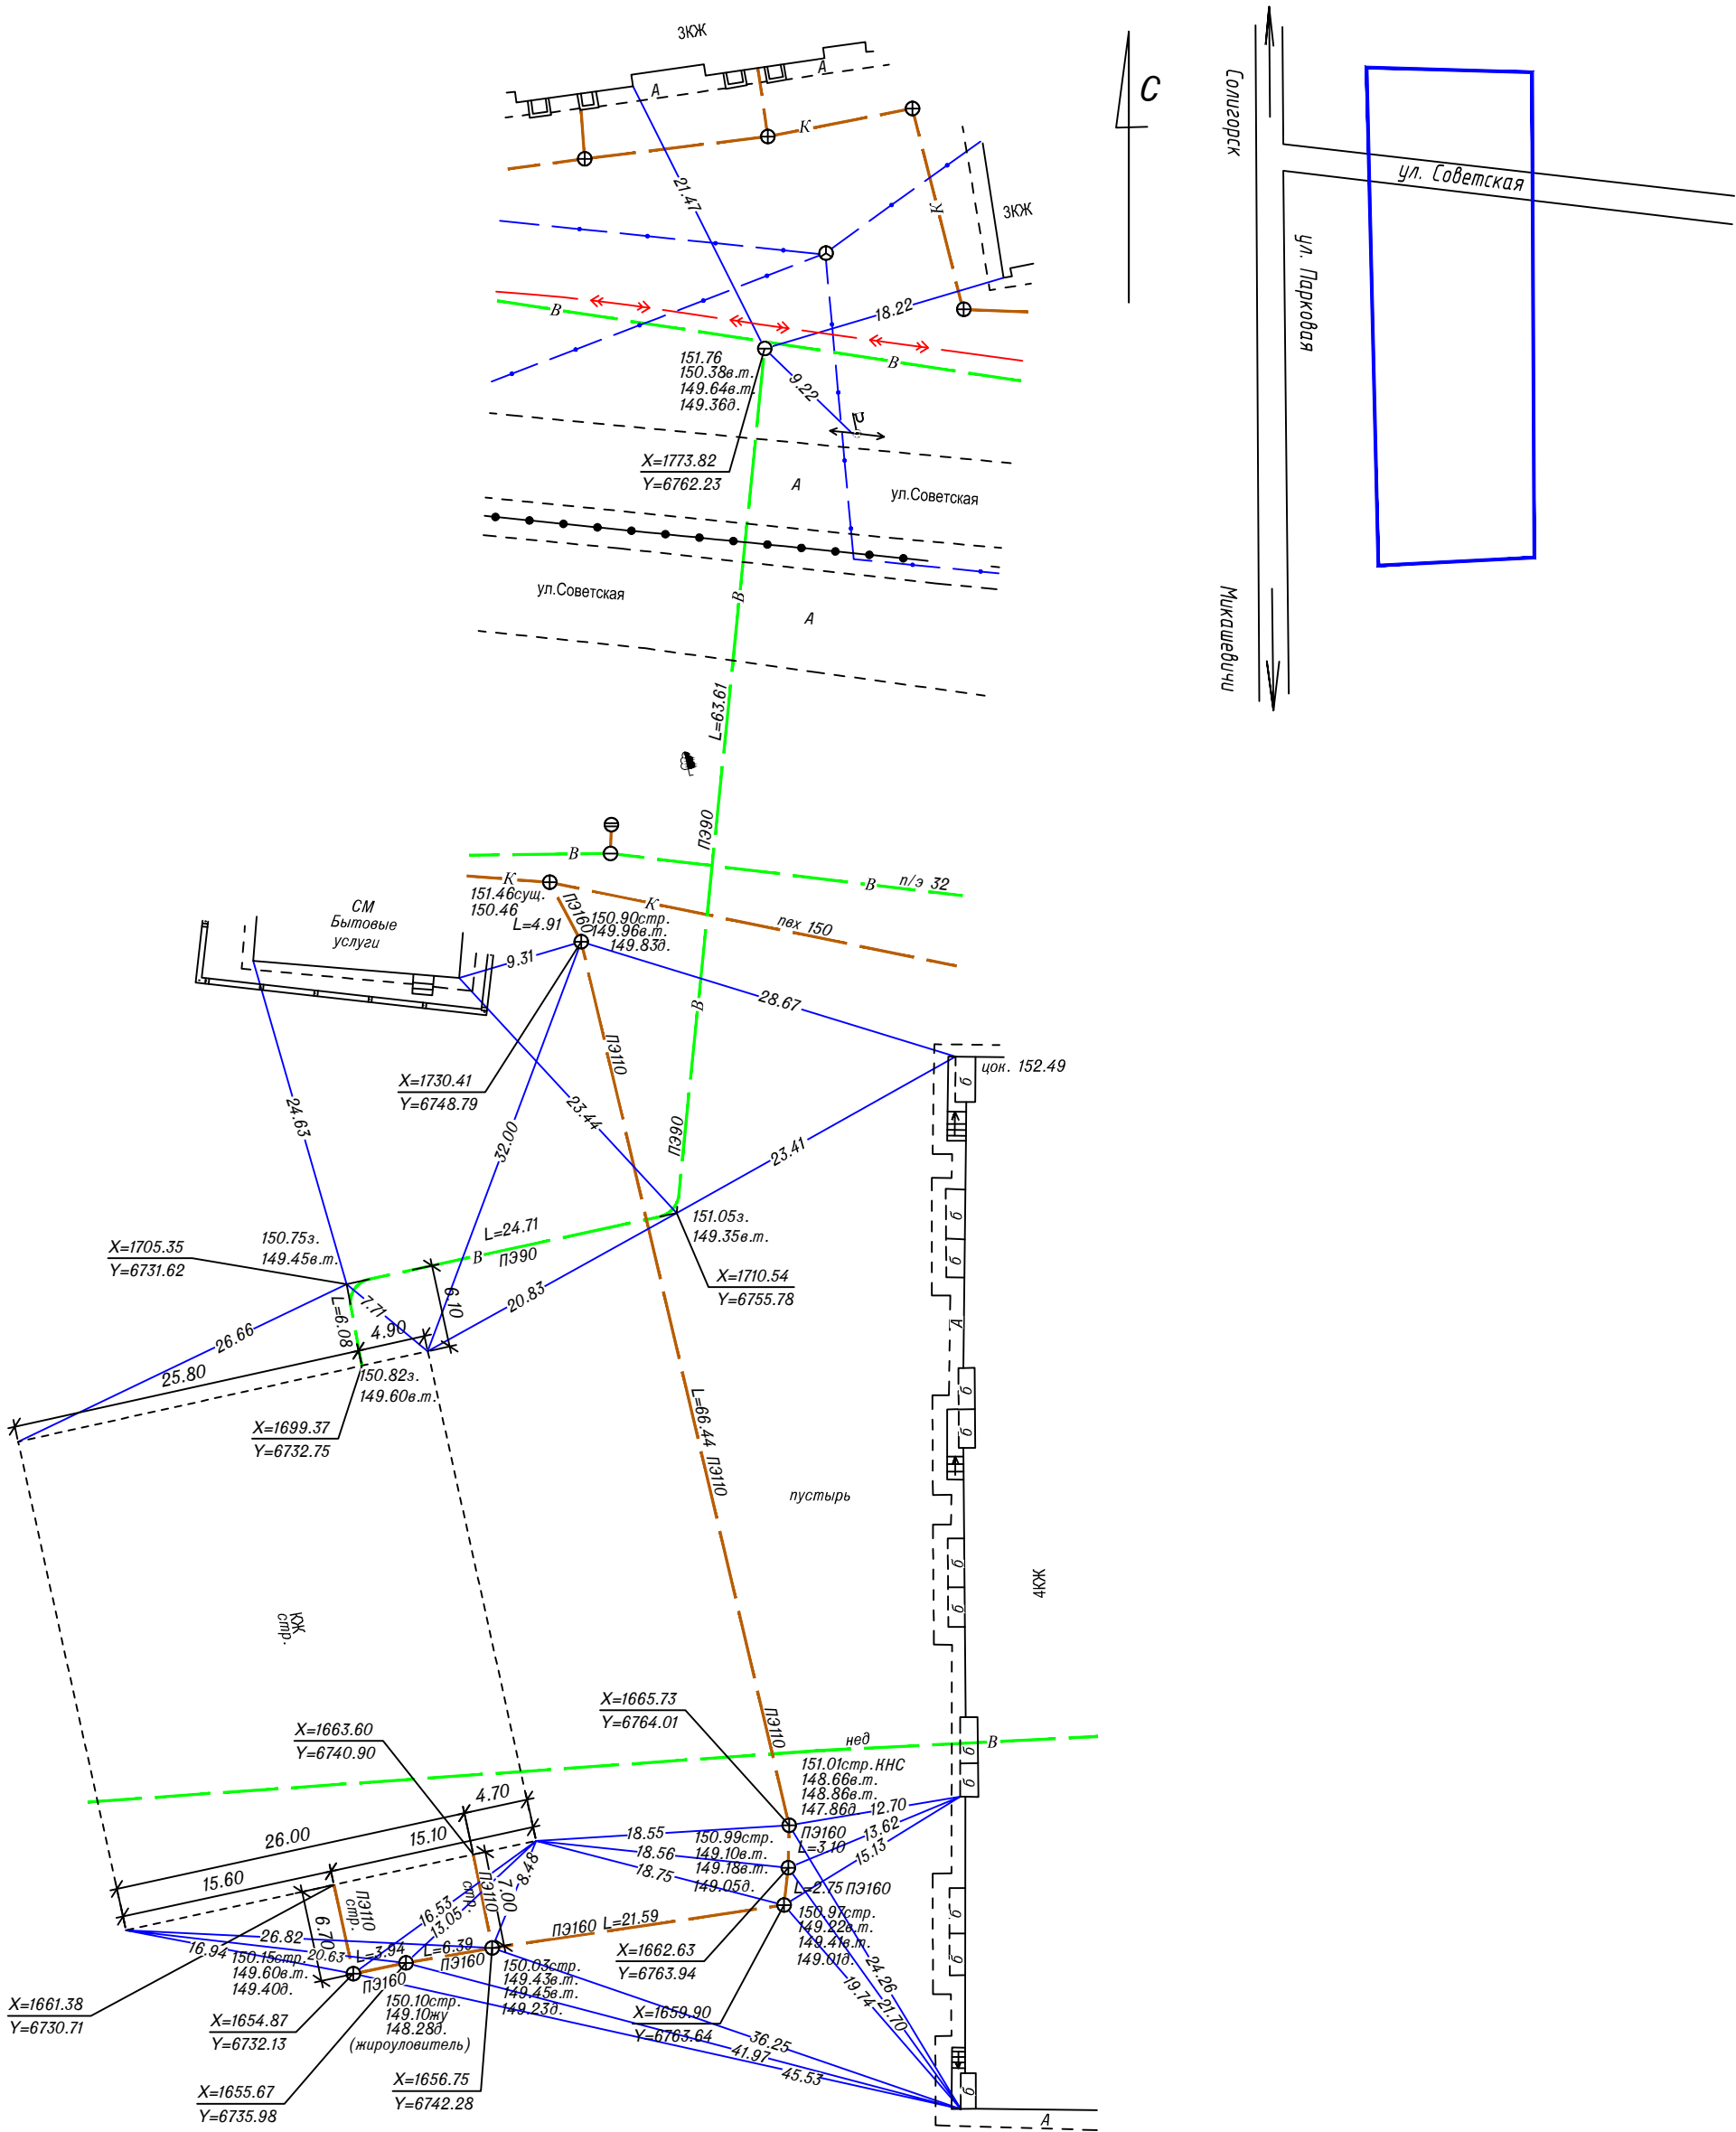 3КЖ
А
А
К
21.47
К
3КЖ
18.22
В
В
151.76
150.38в.т.
149.64в.т.
149.36д.
9.22
X=1773.82
Y=6762.23
А
ул.Советская
С
Солигорск
ул. Советская
ул. Парковая
Микашевичи
ул.Советская
В
А
L=63.61
ПЭ90
В
В
п/э 32
К
151.46сущ.
150.46
ПЭ160
L=4.91
150.90стр.
149.96в.т.
149.83д.
К
пвх 150
СМ
Бытовые
услуги
9.31
28.67
В
ПЭ110
X=1730.41
Y=6748.79
цок. 152.49
б
24.63
32.00
23.44
ПЭ90
23.41
б
б
151.05з.
149.35в.т.
X=1705.35
Y=6731.62
150.75з.
149.45в.т.
L=24.71
В
ПЭ90
X=1710.54
Y=6755.78
6.10
20.83
7.71
L=6.08
4.90
26.66
25.80
150.82з.
149.60в.т.
X=1699.37
Y=6732.75
А
б
б
L=66.44 ПЭ110
пустырь
б
б
4КЖ
КЖ
стр.
X=1665.73
Y=6764.01
ПЭ110
нед
В
б
б
X=1663.60
Y=6740.90
151.01стр.КНС
148.66в.т.
148.86в.т.
147.86д.
4.70
26.00
15.10
15.60
12.70
13.62
15.13
18.55
18.56
18.75
ПЭ160
L=3.10
150.99стр.
149.10в.т.
149.18в.т.
149.05д.
L=2.75 ПЭ160
8.48
ПЭ110
стр.
1.00
ПЭ110
стр.
6.70
16.53
13.05
ПЭ160 L=21.59
150.97стр.
149.22в.т.
149.41в.т.
149.01д.
26.82
16.94
20.63
L=3.94
L=6.39
ПЭ160
ПЭ160
150.15стр.
149.60в.т.
149.40д.
150.03стр.
149.43в.т.
149.45в.т.
149.23д.
150.10стр.
149.10жу
148.28д.
(жироуловитель)
X=1662.63
Y=6763.94
X=1659.90
Y=6763.64
24.26
21.70
19.74
36.25
41.97
45.53
б
б
б
А
X=1661.38
Y=6730.71
X=1654.87
Y=6732.13
X=1655.67
Y=6735.98
X=1656.75
Y=6742.28